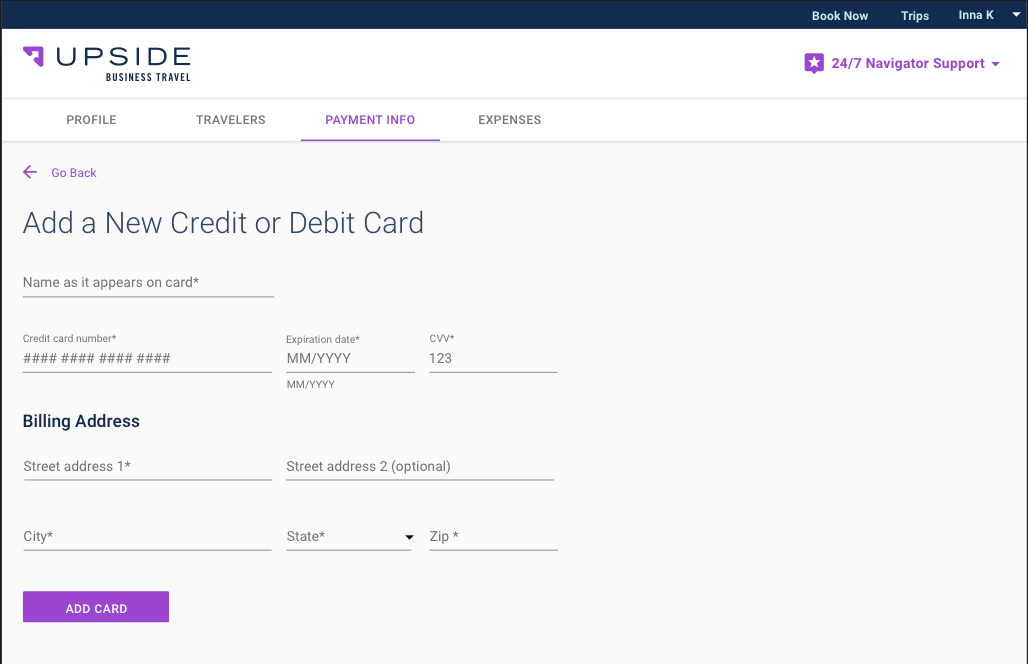 Book Now Trips Inna K
UPSIDE
BUSINESS TRAVEL
24/7 Navigator Support
PROFILE TRAVELERS PAYMENT INFO EXPENSES
Go Back
Add a New Credit or Debit Card
Name as it appears on card*
Credit card number* Expiration date* CVV*
#### #### #### #### MM/YYYY 123
MM/YYYY
Billing Address
Street address 1* Street address 2 (optional)
City* State* Zip *
ADD CARD